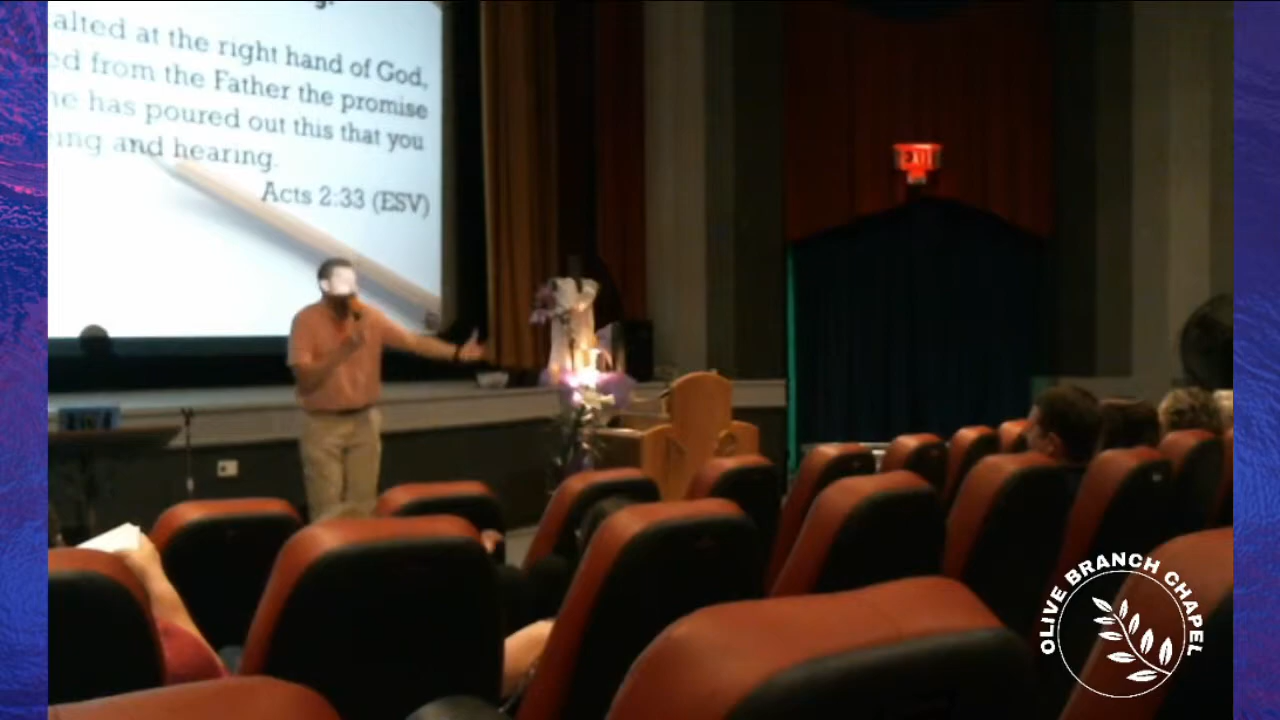 alted at the right hand of God,
ed from the Father the promise
he has poured out this that you
ing and hearing.
Acts 2:33 (ESV)
EXIT
OLIVE BRANCH CHAPEL